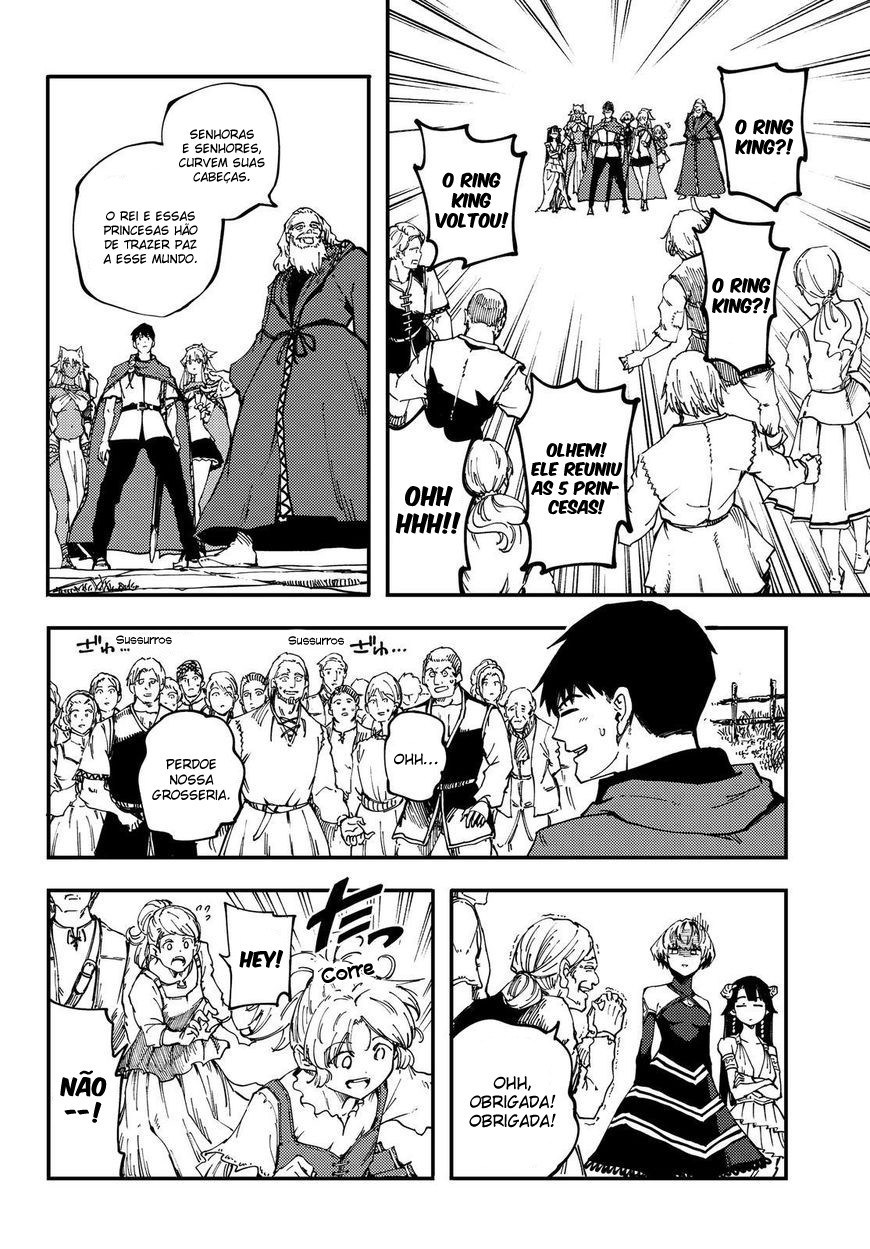 O RING
KING?!
O RING
KING
VOLTOU!
O RING
KING?!
OLHEM!
ELE REUNIU
AS 5 PRIN-
CESAS!
OHH
HHH!!
SENHORAS
E SENHORES,
CURVEM SUAS
CABEÇAS.
O REI E ESSAS
PRINCESAS HÃO
DE TRAZER PAZ
A ESSE MUNDO.
ざわ... Sussurros
Sussurros ざわ...
OHH...
PERDOE
NOSSA
GROSSERIA.
OHH,
OBRIGADA!
OBRIGADA!
HEY!
ダッ
Corre
NÃO
--!